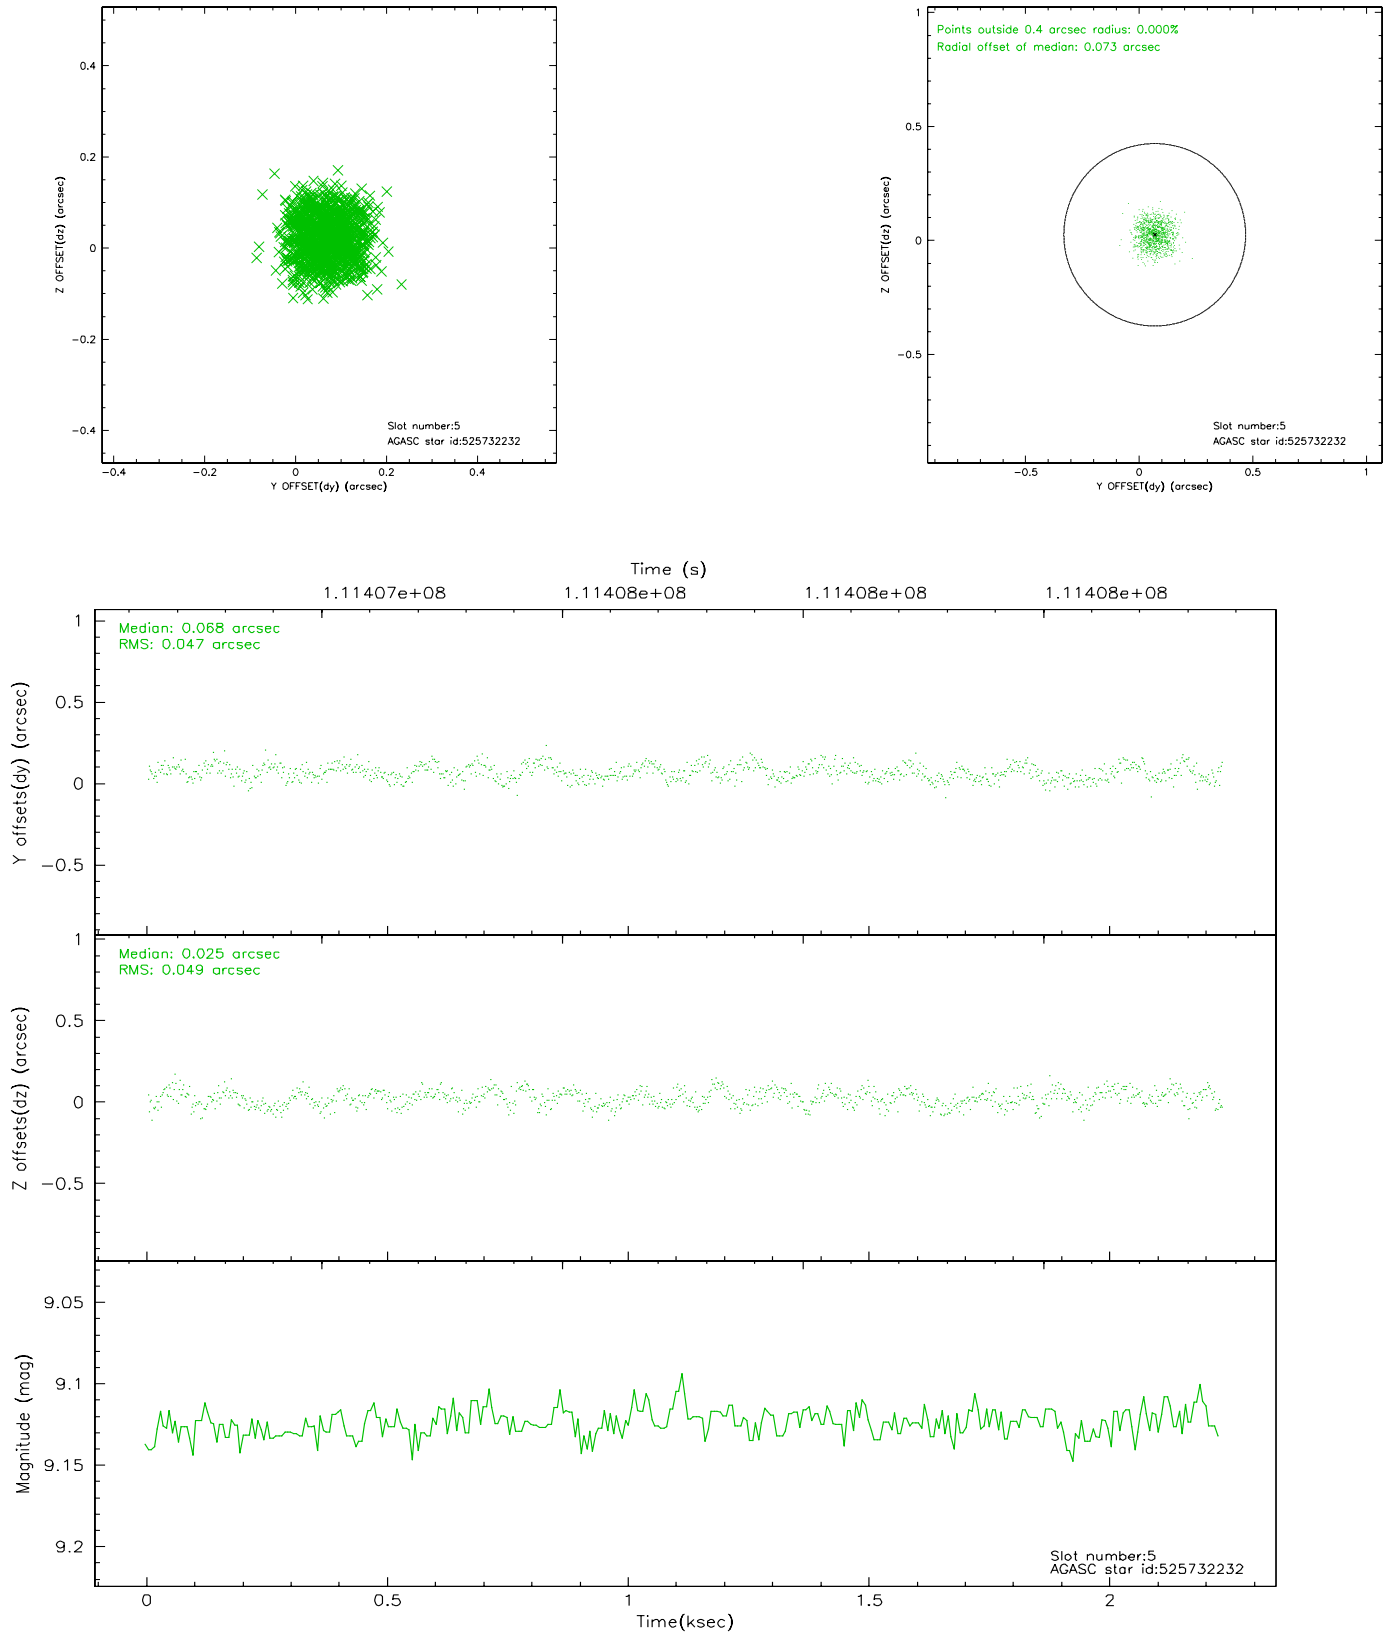 0.4
0.2
0
−0.2
−0.4
Z OFFSET(dz) (arcsec)
Slot number:5
AGASC star id:525732232
−0.4 −0.2 0 0.2 0.4
Y OFFSET(dy) (arcsec)
Points outside 0.4 arcsec radius: 0.000%
Radial offset of median: 0.073 arcsec
1
0.5
0
−0.5
Z OFFSET(dz) (arcsec)
Slot number:5
AGASC star id:525732232
−0.5 0 0.5 1
Y OFFSET(dy) (arcsec)
Time (s)
1.11407e+08 1.11408e+08 1.11408e+08 1.11408e+08
Median: 0.068 arcsec
RMS: 0.047 arcsec
1
0.5
0
−0.5
Y offsets(dy) (arcsec)
Median: 0.025 arcsec
RMS: 0.049 arcsec
1
0.5
0
−0.5
Z offsets(dz) (arcsec)
9.05
9.1
9.15
9.2
Magnitude (mag)
Slot number:5
AGASC star id:525732232
0 0.5 1 1.5 2
Time(ksec)